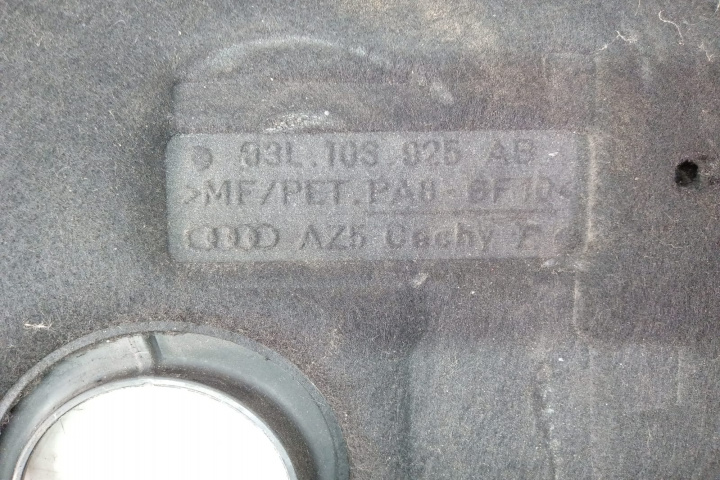 03L.103.925 AB
>MF/PET.PA6-GF10<
AZ5 Cachy